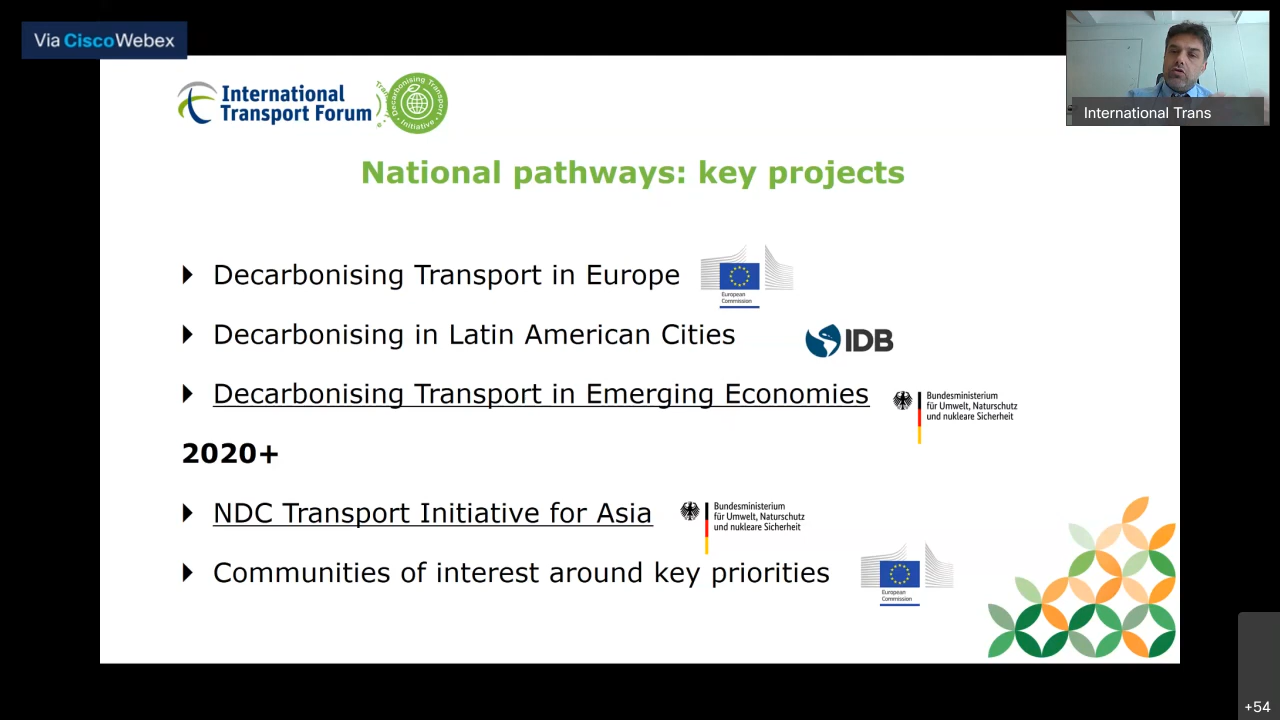 Via Cisco Webex
International Trans
International
Transport Forum
Decarbonising Transport
Initiative
National pathways: key projects
Decarbonising Transport in Europe
European
Commission
Decarbonising in Latin American Cities
IDB
Decarbonising Transport in Emerging Economies
Bundesministerium
für Umwelt, Naturschutz
und nukleare Sicherheit
2020+
NDC Transport Initiative for Asia
Bundesministerium
für Umwelt, Naturschutz
und nukleare Sicherheit
Communities of interest around key priorities
European
Commission
+54